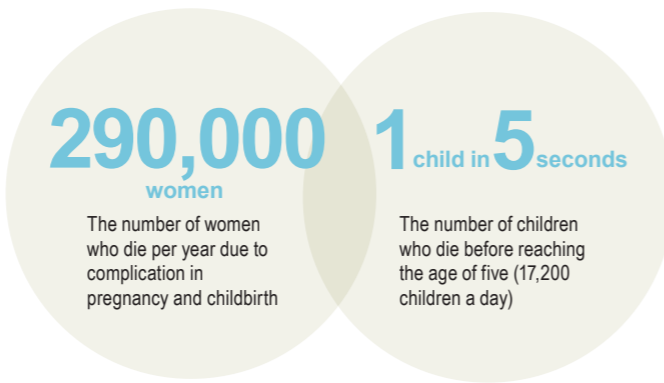 290,000
women
The number of women
who die per year due to
complication in
pregnancy and childbirth
1 child in 5 seconds
The number of children
who die before reaching
the age of five (17,200
children a day)